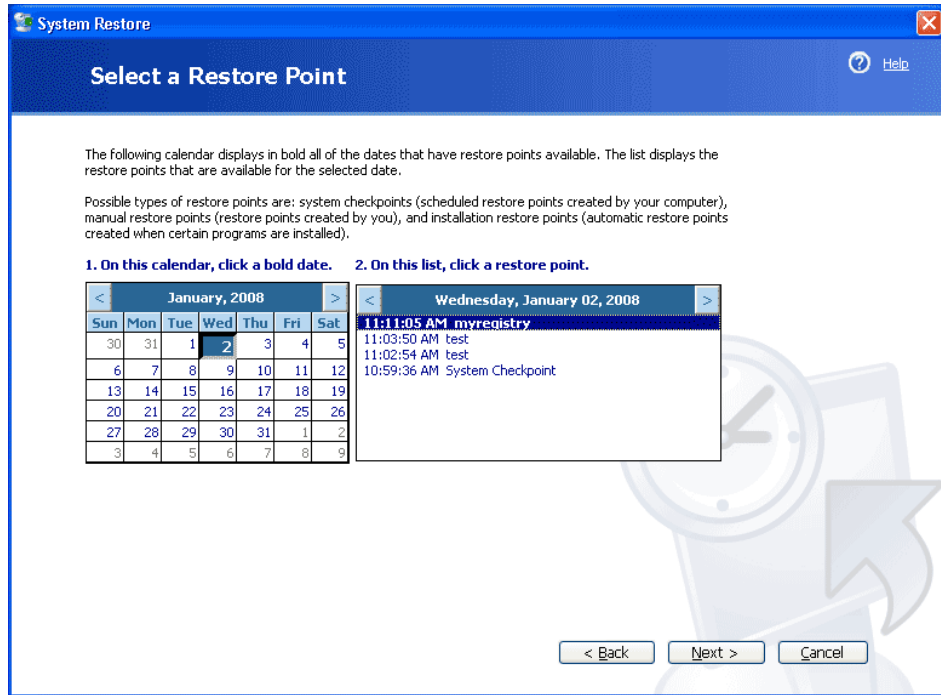 System Restore
Select a Restore Point
Help
The following calendar displays in bold all of the dates that have restore points available. The list displays the
restore points that are available for the selected date.
Possible types of restore points are: system checkpoints (scheduled restore points created by your computer),
manual restore points (restore points created by you), and installation restore points (automatic restore points
created when certain programs are installed).
1. On this calendar, click a bold date.
2. On this list, click a restore point.
< January, 2008 >
Sun Mon Tue Wed Thu Fri Sat
30 31 1 2 3 4 5
6 7 8 9 10 11 12
13 14 15 16 17 18 19
20 21 22 23 24 25 26
27 28 29 30 31 1 2
3 4 5 6 7 8 9
< Wednesday, January 02, 2008 >
11:11:05 AM myregistry
11:03:50 AM test
11:02:54 AM test
10:59:36 AM System Checkpoint
< Back Next > Cancel